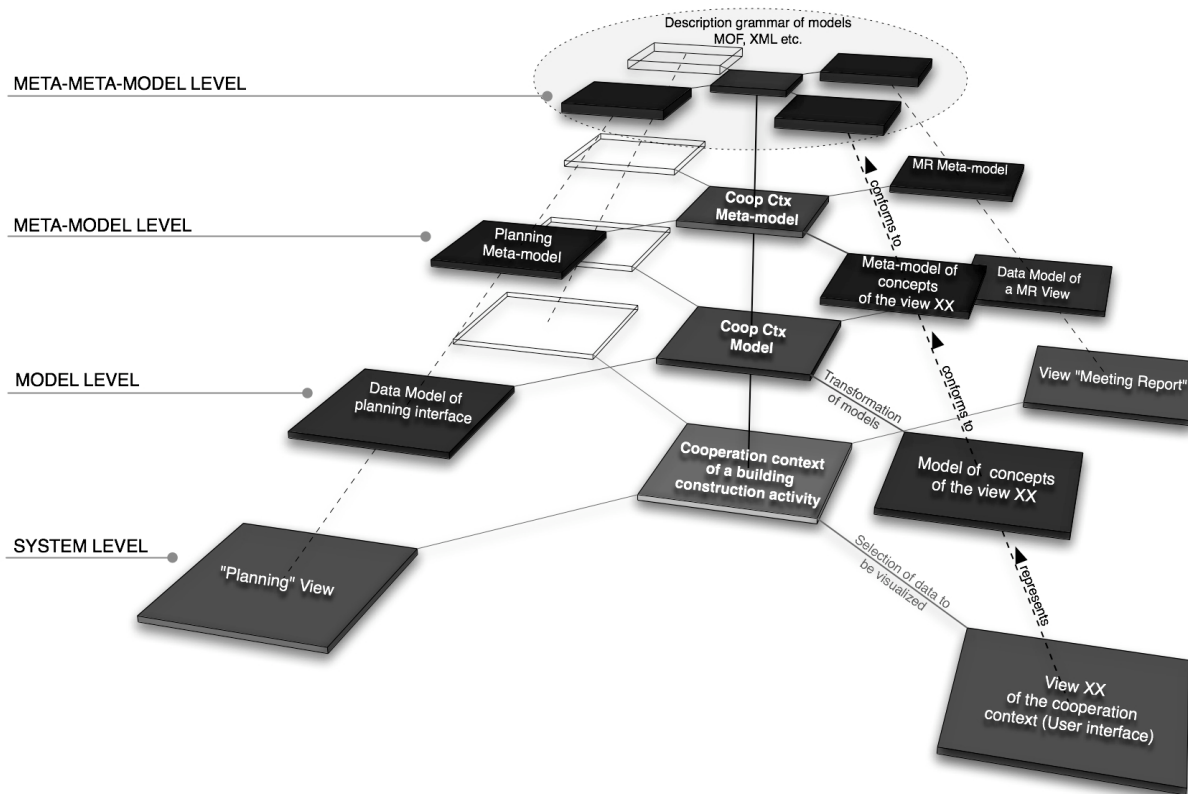 Description grammar of models
MOF, XML etc.
META-META-MODEL LEVEL
MR Meta-model
Coop Ctx
Meta-model
conforms to
META-MODEL LEVEL
Planning
Meta-model
Meta-model of
concepts
of the view XX
Data Model of
a MR View
Coop Ctx
Model
conforms to
MODEL LEVEL
Data Model of
planning interface
Transformation
of models
View "Meeting Report"
Cooperation context
of a building
construction activity
Model of concepts
of the view XX
SYSTEM LEVEL
"Planning" View
Selection of data to
be visualized
represents
View XX
of the cooperation
context (User interface)